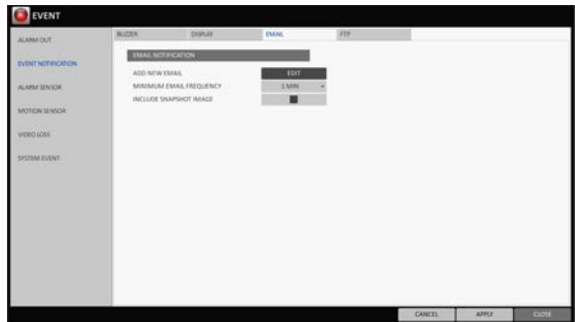 EVENT
BUZZER DISPLAY EMAIL FTP
ALARM OUT
EVENT NOTIFICATION
ALARM SENSOR
MOTION SENSOR
VIDEO LOSS
SYSTEM EVENT
EMAIL NOTIFICATION
ADD NEW EMAIL EDIT
MINIMUM EMAIL FREQUENCY 5 MIN
INCLUDE SNAPSHOT IMAGE
CANCEL APPLY CLOSE